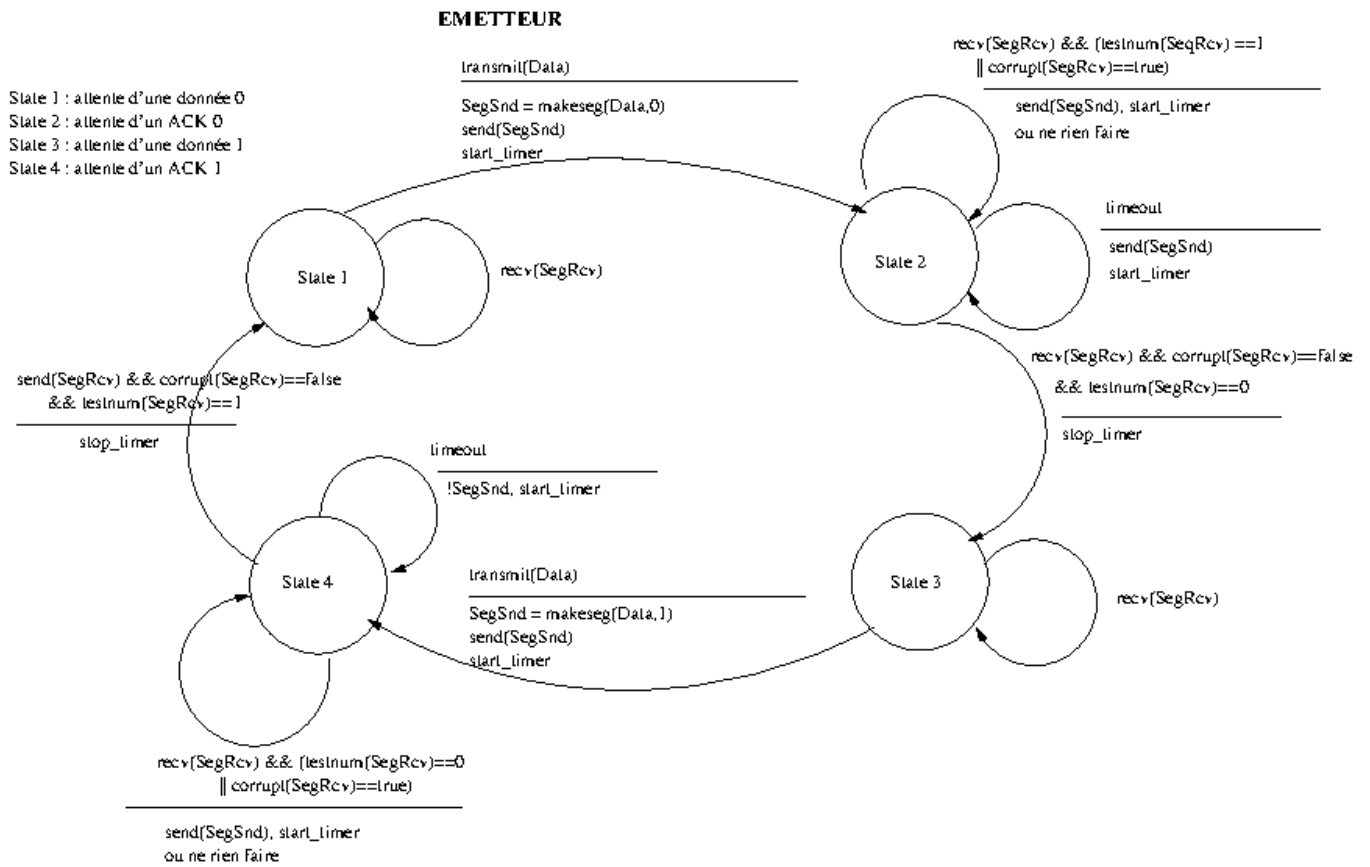 EMETTEUR
State 1 : attente d'une donnée 0
State 2 : attente d'un ACK 0
State 3 : attente d'une donnée 1
State 4 : attente d'un ACK 1
transmit(Data)
SegSnd = makeseg(Data,0)
send(SegSnd)
start_timer
recv(SegRcv) && (testnum(SeqRcv) ==1
|| corrupt(SegRcv)==true)
send(SegSnd), start_timer
ou ne rien faire
State 1
recv(SegRcv)
State 2
timeout
send(SegSnd)
start_timer
send(SegRcv) && corrupt(SegRcv)==false
&& testnum(SegRcv)==1
stop_timer
recv(SegRcv) && corrupt(SegRcv)==false
&& testnum(SegRcv)==0
stop_timer
timeout
!SegSnd, start_timer
State 4
transmit(Data)
SegSnd = makeseg(Data,1)
send(SegSnd)
start_timer
State 3
recv(SegRcv)
recv(SegRcv) && (testnum(SegRcv)==0
|| corrupt(SegRcv)==true)
send(SegSnd), start_timer
ou ne rien faire